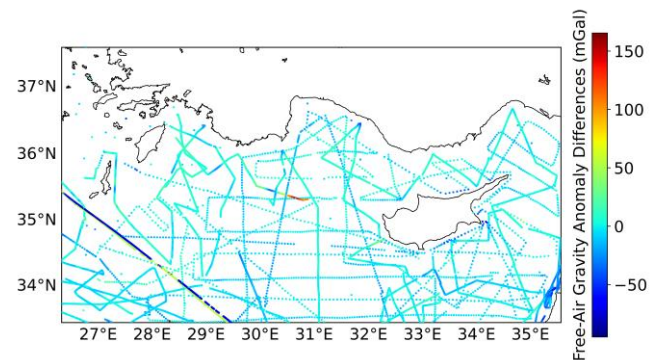 37°N
36°N
35°N
34°N
27°E 28°E 29°E 30°E 31°E 32°E 33°E 34°E 35°E
150
100
50
0
−50
Free-Air Gravity Anomaly Differences (mGal)